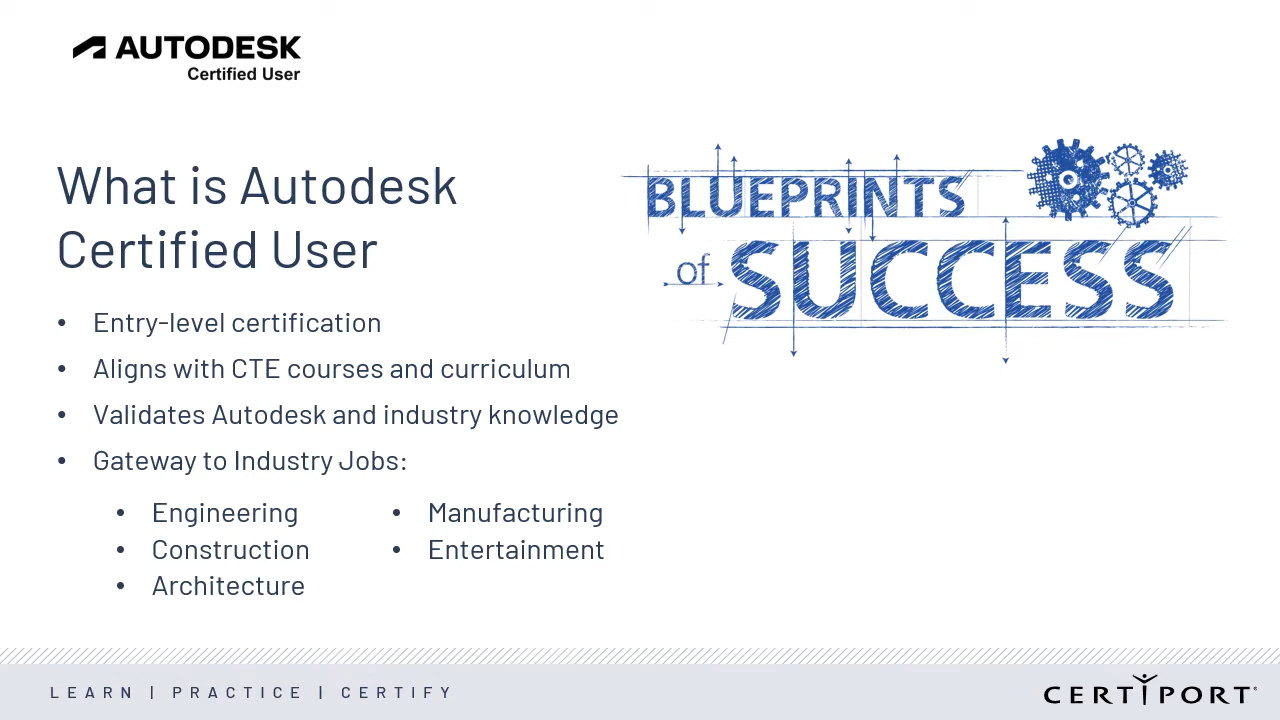 AUTODESK
Certified User
What is Autodesk
Certified User
• Entry-level certification
• Aligns with CTE courses and curriculum
• Validates Autodesk and industry knowledge
• Gateway to Industry Jobs:
• Engineering
• Construction
• Architecture
• Manufacturing
• Entertainment
BLUEPRINTS
of SUCCESS
LEARN | PRACTICE | CERTIFY
CERTIPORT®